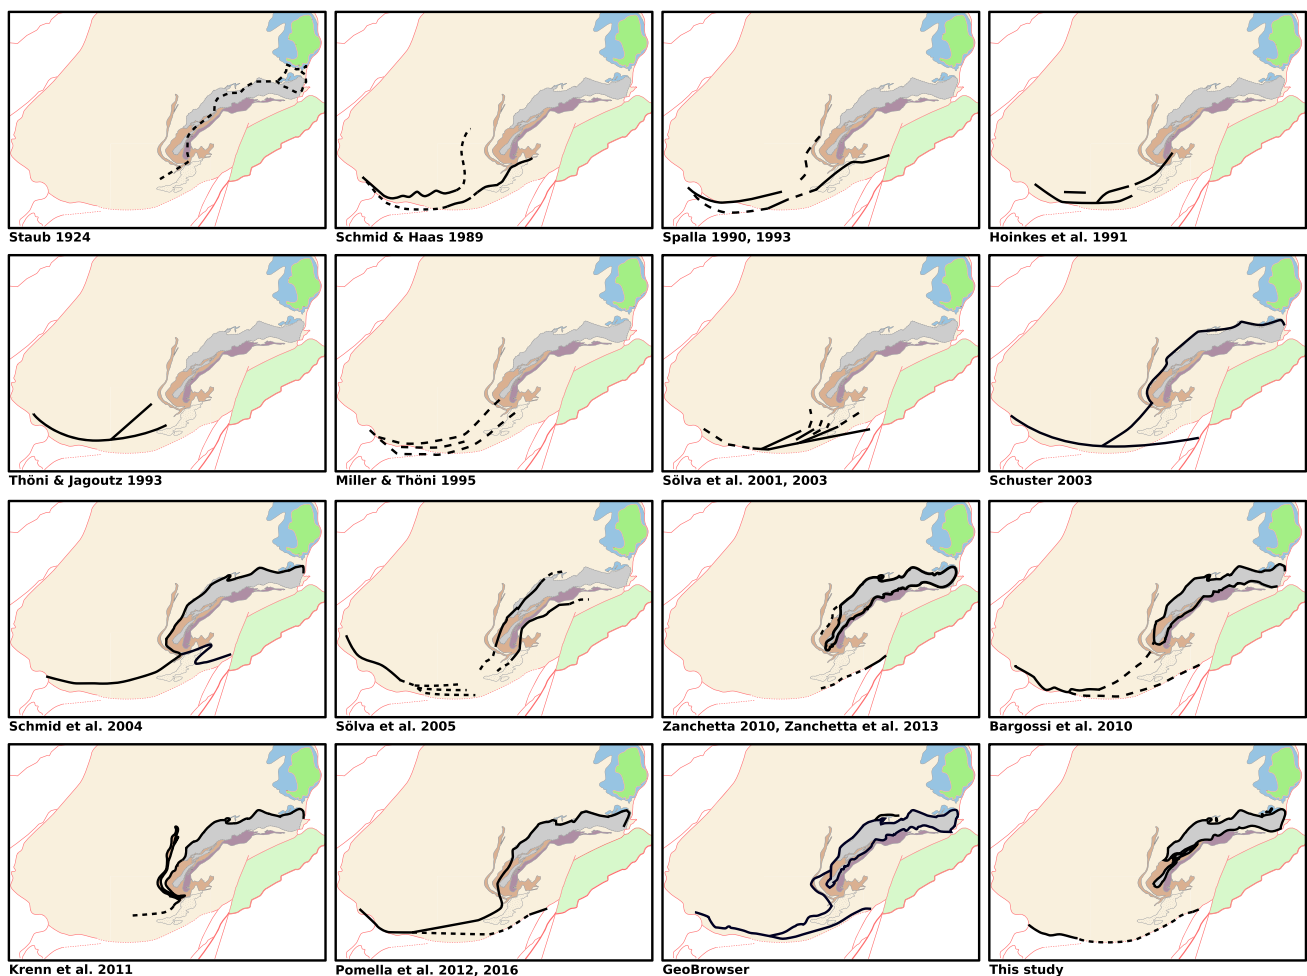 Staub 1924
Schmid & Haas 1989
Spalla 1990, 1993
Hoinkes et al. 1991
Thöni & Jagoutz 1993
Miller & Thöni 1995
Sölva et al. 2001, 2003
Schuster 2003
Schmid et al. 2004
Sölva et al. 2005
Zanchetta 2010, Zanchetta et al. 2013
Bargossi et al. 2010
Krenn et al. 2011
Pomella et al. 2012, 2016
GeoBrowser
This study